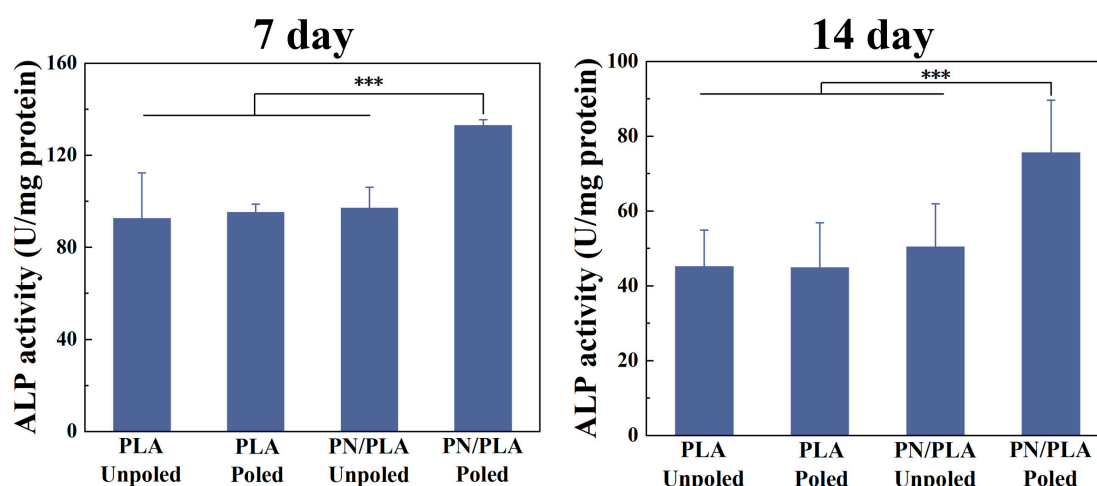 7 day
ALP activity (U/mg protein)
160
120
80
40
0
***
PLA
Unpoled
PLA
Poled
PN/PLA
Unpoled
PN/PLA
Poled
14 day
ALP activity (U/mg protein)
100
80
60
40
20
0
***
PLA
Unpoled
PLA
Poled
PN/PLA
Unpoled
PN/PLA
Poled